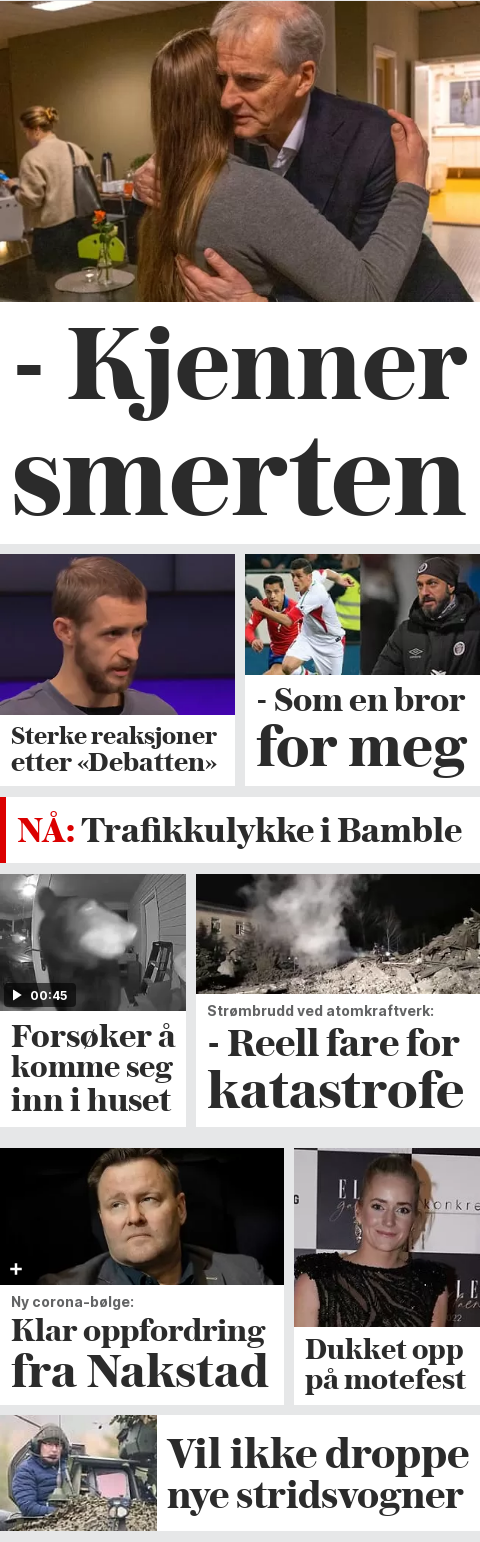 - Kjenner
smerten
Sterke reaksjoner
etter «Debatten»
- Som en bror
for meg
NÅ: Trafikkulykke i Bamble
00:45
Forsøker å
komme seg
inn i huset
Strømbrudd ved atomkraftverk:
- Reell fare for
katastrofe
Ny corona-bølge:
Klar oppfordring
fra Nakstad
konkre
Dukket opp
på motefest
Vil ikke droppe
nye stridsvogner